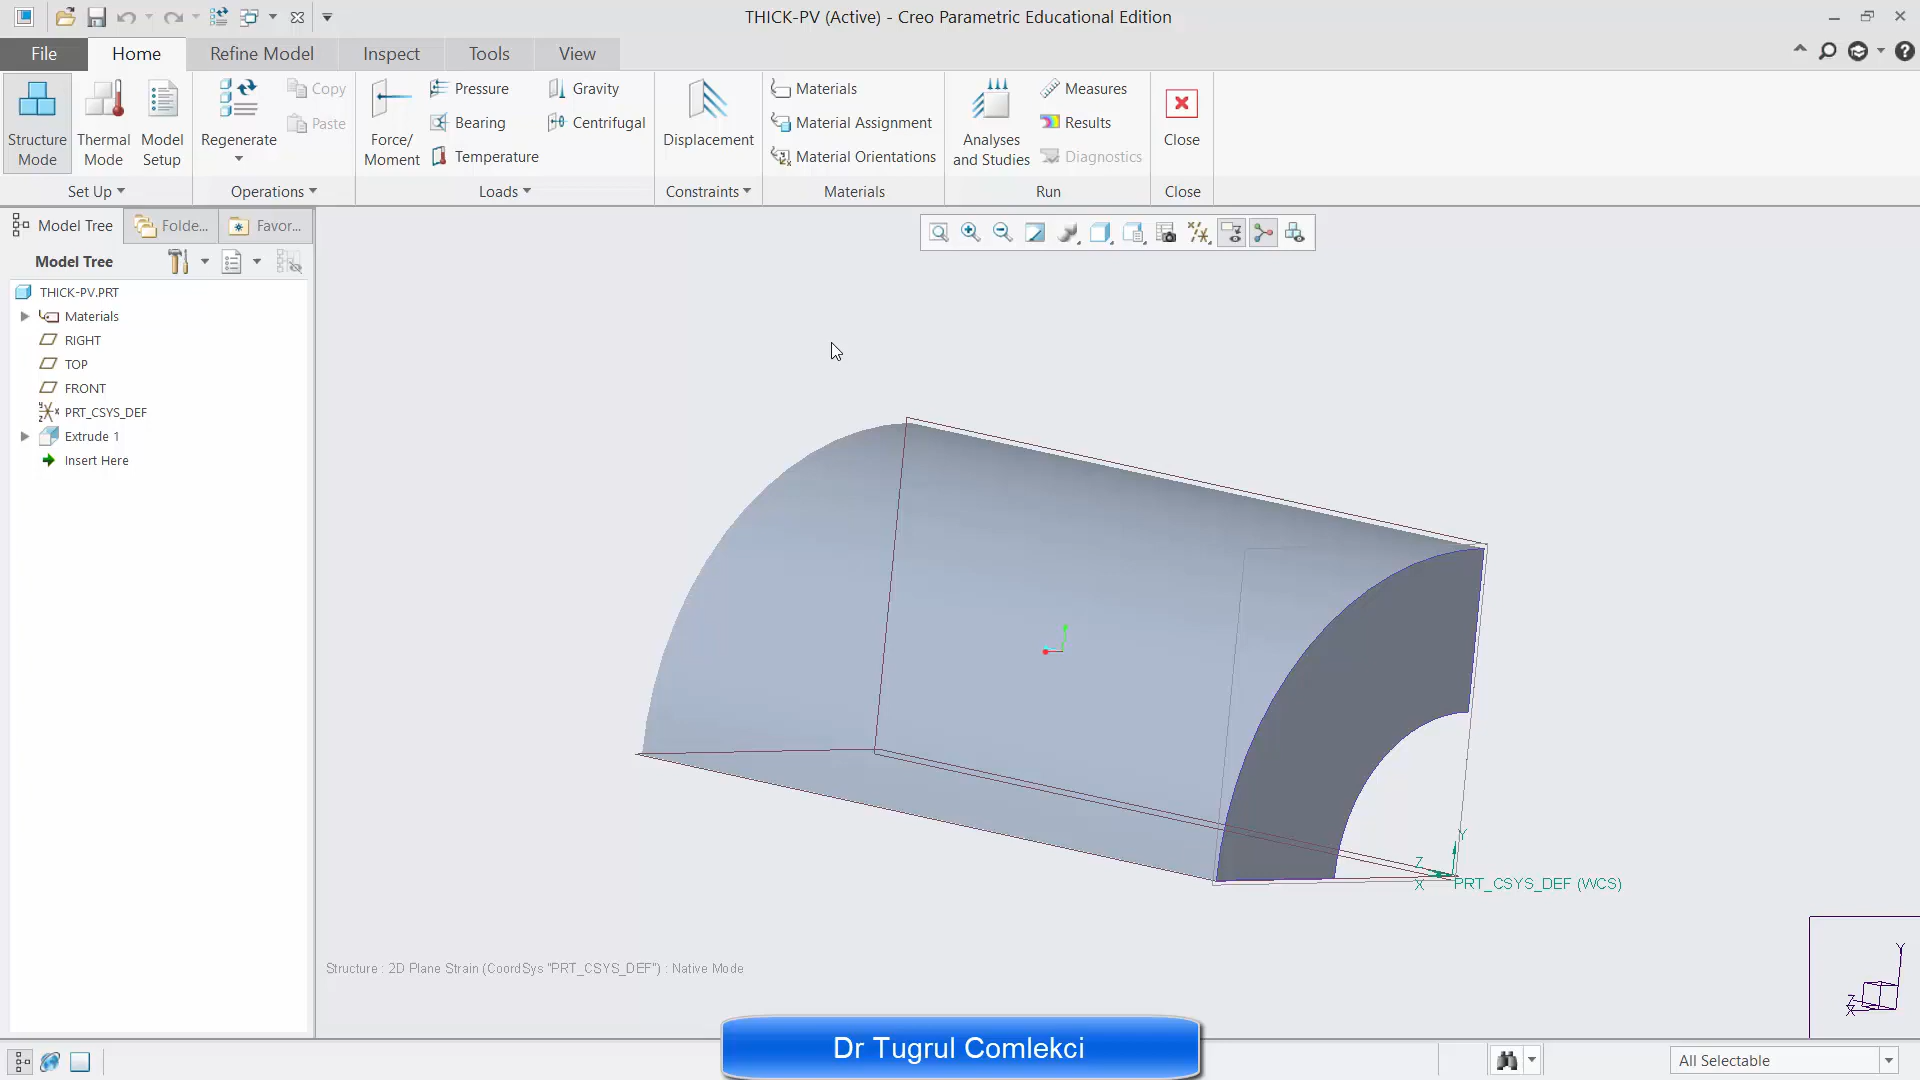 THICK-PV (Active) - Creo Parametric Educational Edition
File
Home
Refine Model
Inspect
Tools
View
Structure
Mode
Thermal
Mode
Model
Setup
Set Up
Regenerate
Copy
Paste
Operations
Force/
Moment
Pressure
Bearing
Temperature
Gravity
Centrifugal
Loads
Displacement
Constraints
Materials
Material Assignment
Material Orientations
Materials
Analyses
and Studies
Measures
Results
Diagnostics
Run
Close
Close
Model Tree
Folde...
Favor...
Model Tree
THICK-PV.PRT
Materials
RIGHT
TOP
FRONT
PRT_CSYS_DEF
Extrude 1
Insert Here
Y
Z
X
PRT_CSYS_DEF (WCS)
Structure : 2D Plane Strain (CoordSys "PRT_CSYS_DEF") : Native Mode
Y
Z
X
Dr Tugrul Comlekci
All Selectable